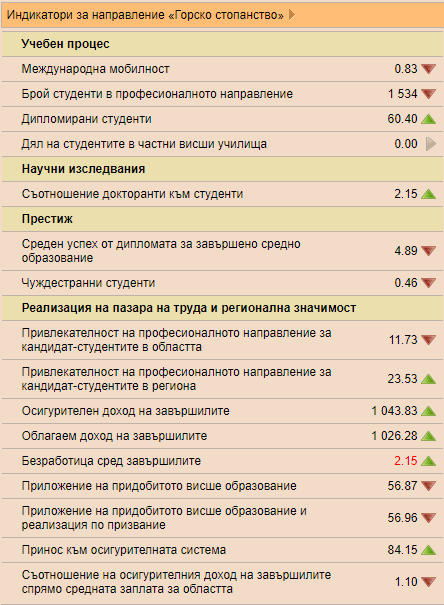 Индикатори за направление «Горско стопанство»
Учебен процес
Международна мобилност 0.83
Брой студенти в професионалното направление 1 534
Дипломирани студенти 60.40
Дял на студентите в частни висши училища 0.00
Научни изследвания
Съотношение докторанти към студенти 2.15
Престиж
Среден успех от дипломата за завършено средно
образование 4.89
Чуждестранни студенти 0.46
Реализация на пазара на труда и регионална значимост
Привлекателност на професионалното направление за
кандидат-студентите в областта 11.73
Привлекателност на професионалното направление за
кандидат-студентите в региона 23.53
Осигурителен доход на завършилите 1 043.83
Облагаем доход на завършилите 1 026.28
Безработица сред завършилите 2.15
Приложение на придобитото висше образование 56.87
Приложение на придобитото висше образование и
реализация по призвание 56.96
Принос към осигурителната система 84.15
Съотношение на осигурителния доход на завършилите
спрямо средната заплата за областта 1.10